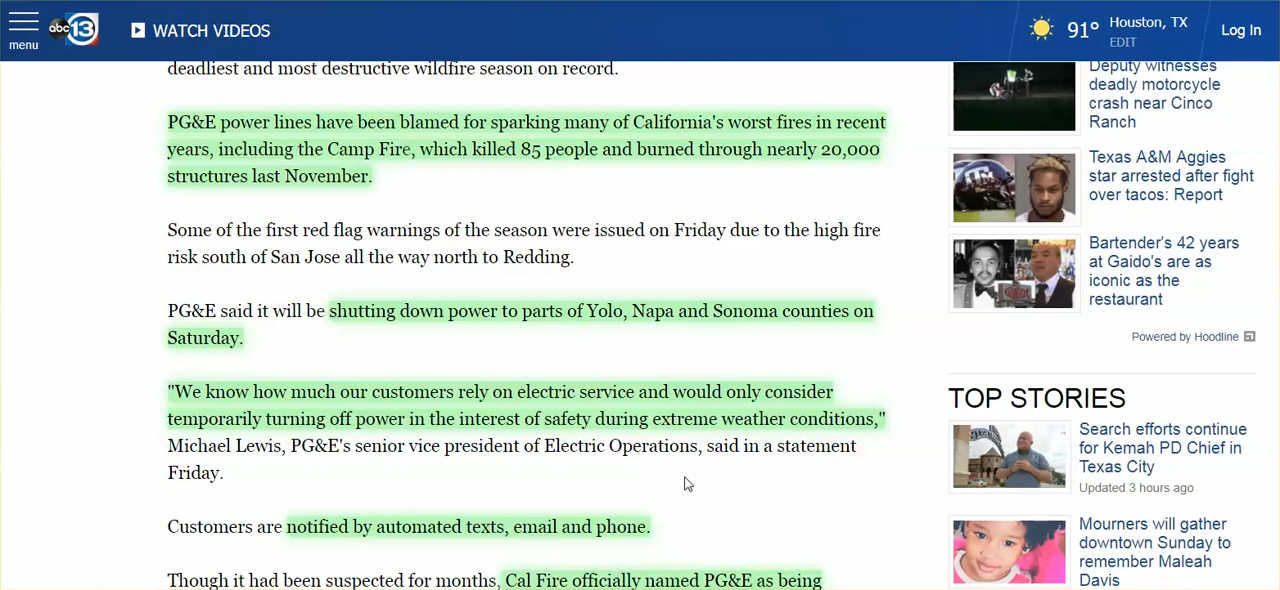 menu
abc 13
WATCH VIDEOS
91°
Houston, TX
EDIT
Log In
deadliest and most destructive wildfire season on record.
PG&E power lines have been blamed for sparking many of California's worst fires in recent
years, including the Camp Fire, which killed 85 people and burned through nearly 20,000
structures last November.
Some of the first red flag warnings of the season were issued on Friday due to the high fire
risk south of San Jose all the way north to Redding.
PG&E said it will be shutting down power to parts of Yolo, Napa and Sonoma counties on
Saturday.
"We know how much our customers rely on electric service and would only consider
temporarily turning off power in the interest of safety during extreme weather conditions,"
Michael Lewis, PG&E's senior vice president of Electric Operations, said in a statement
Friday.
Customers are notified by automated texts, email and phone.
Though it had been suspected for months, Cal Fire officially named PG&E as being
Deputy witnesses
deadly motorcycle
crash near Cinco
Ranch
Texas A&M Aggies
star arrested after fight
over tacos: Report
Bartender's 42 years
at Gaido's are as
iconic as the
restaurant
Powered by Hoodline
TOP STORIES
Search efforts continue
for Kemah PD Chief in
Texas City
Updated 3 hours ago
Mourners will gather
downtown Sunday to
remember Maleah
Davis